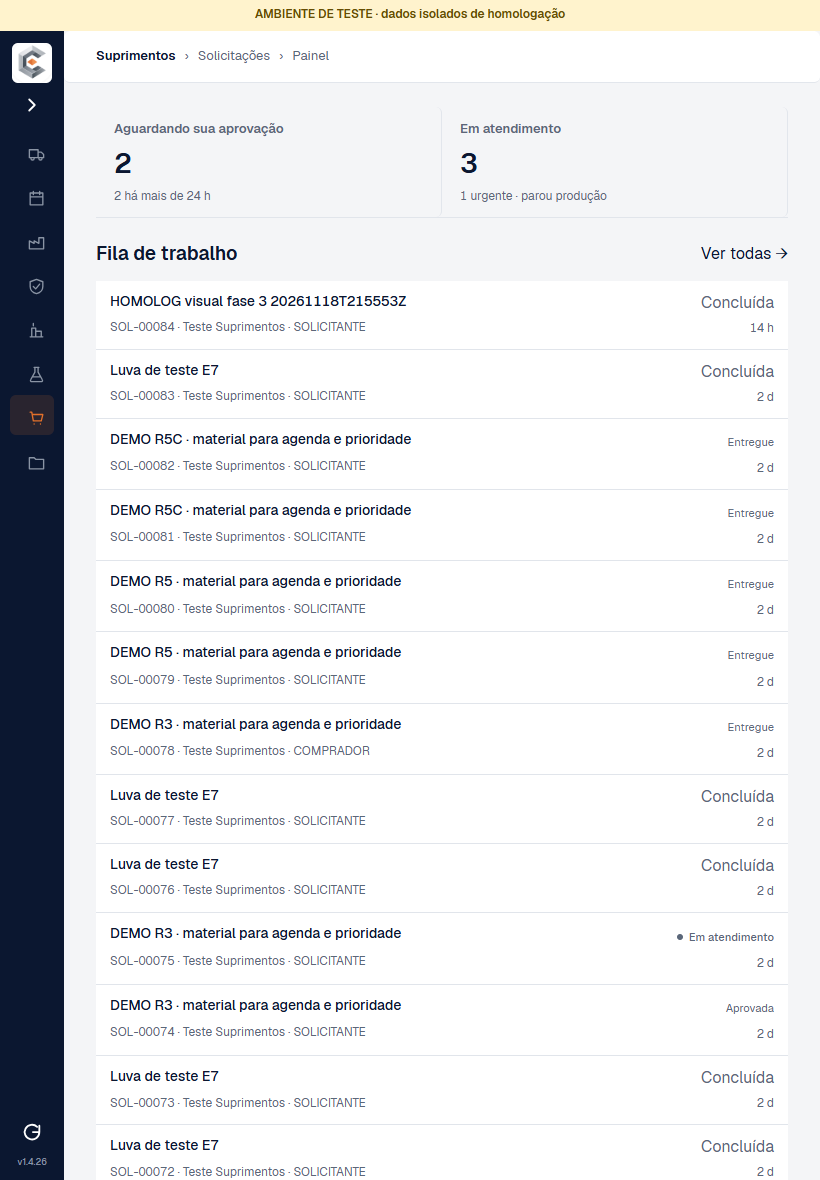 AMBIENTE DE TESTE · dados isolados de homologação
Suprimentos › Solicitações › Painel
Aguardando sua aprovação
2
2 há mais de 24 h
Em atendimento
3
1 urgente · parou produção
Fila de trabalho
Ver todas →
HOMOLOG visual fase 3 20261118T215553Z
Concluída
SOL-00084 · Teste Suprimentos · SOLICITANTE
14 h
Luva de teste E7
Concluída
SOL-00083 · Teste Suprimentos · SOLICITANTE
2 d
DEMO R5C · material para agenda e prioridade
Entregue
SOL-00082 · Teste Suprimentos · SOLICITANTE
2 d
DEMO R5C · material para agenda e prioridade
Entregue
SOL-00081 · Teste Suprimentos · SOLICITANTE
2 d
DEMO R5 · material para agenda e prioridade
Entregue
SOL-00080 · Teste Suprimentos · SOLICITANTE
2 d
DEMO R5 · material para agenda e prioridade
Entregue
SOL-00079 · Teste Suprimentos · SOLICITANTE
2 d
DEMO R3 · material para agenda e prioridade
Entregue
SOL-00078 · Teste Suprimentos · COMPRADOR
2 d
Luva de teste E7
Concluída
SOL-00077 · Teste Suprimentos · SOLICITANTE
2 d
Luva de teste E7
Concluída
SOL-00076 · Teste Suprimentos · SOLICITANTE
2 d
DEMO R3 · material para agenda e prioridade
• Em atendimento
SOL-00075 · Teste Suprimentos · SOLICITANTE
2 d
DEMO R3 · material para agenda e prioridade
Aprovada
SOL-00074 · Teste Suprimentos · SOLICITANTE
2 d
Luva de teste E7
Concluída
SOL-00073 · Teste Suprimentos · SOLICITANTE
2 d
Luva de teste E7
Concluída
SOL-00072 · Teste Suprimentos · SOLICITANTE
2 d
v1.4.26